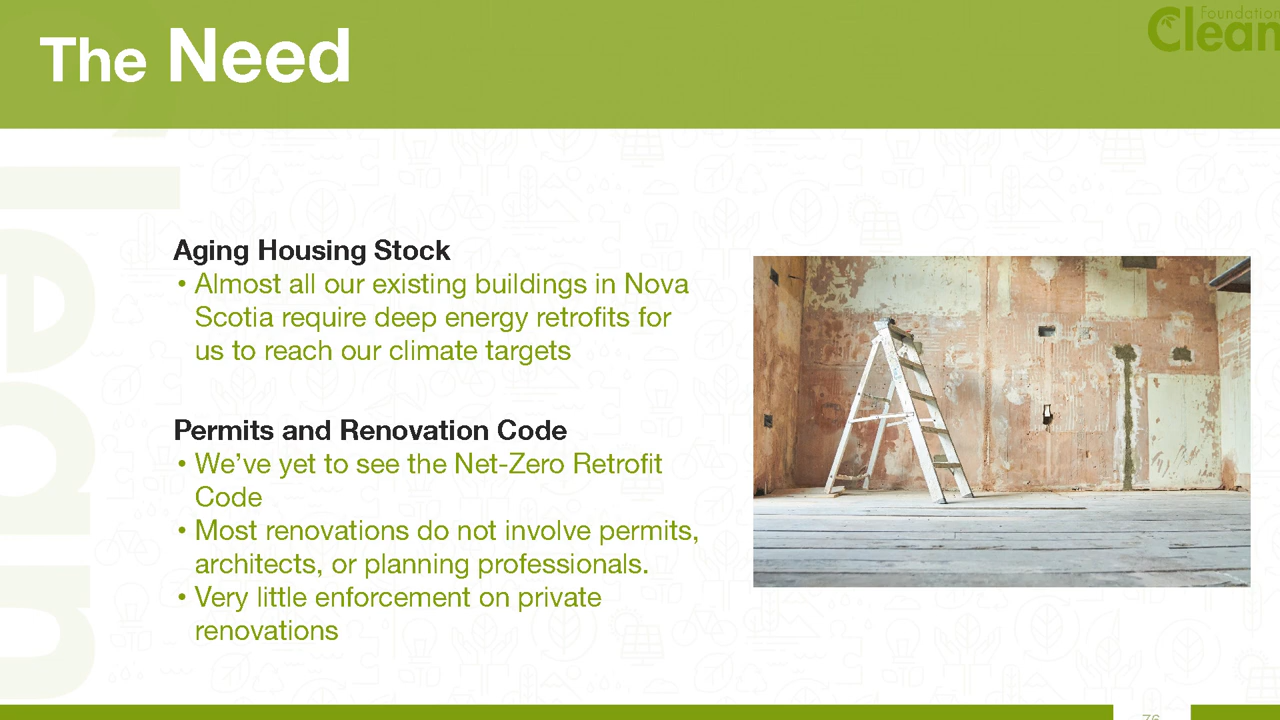 The Need
Foundation
Clean
Aging Housing Stock
• Almost all our existing buildings in Nova
Scotia require deep energy retrofits for
us to reach our climate targets
Permits and Renovation Code
• We’ve yet to see the Net-Zero Retrofit
Code
• Most renovations do not involve permits,
architects, or planning professionals.
• Very little enforcement on private
renovations
76